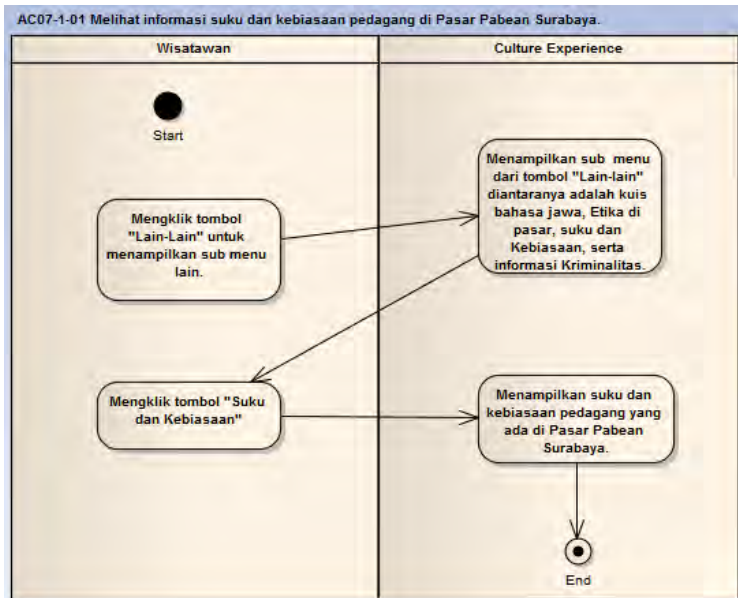 AC07-1-01 Melihat informasi suku dan kebiasaan pedagang di Pasar Pabean Surabaya.
Wisatawan
Culture Experience
Start
Mengklik tombol
"Lain-Lain" untuk
menampilkan sub menu
lain.
Menampilkan sub menu
dari tombol "Lain-lain"
diantaranya adalah kuis
bahasa jawa, Etika di
pasar, suku dan
Kebiasaan, serta
informasi Kriminalitas.
Mengklik tombol "Suku
dan Kebiasaan"
Menampilkan suku dan
kebiasaan pedagang yang
ada di Pasar Pabean
Surabaya.
End